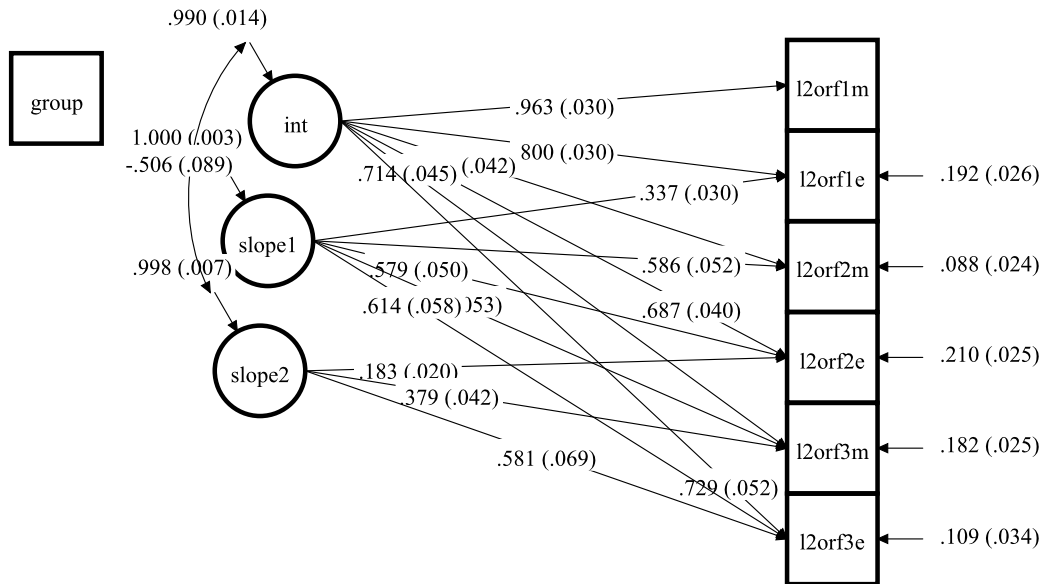 .990 (.014)
group
int
1.000 (.003)
-.506 (.089)
slope1
.998 (.007)
slope2
.963 (.030)
800 (.030)
(.042)
.714 (.045)
.337 (.030)
.579 (.050)
.586 (.052)
.614 (.058)
)53)
.687 (.040)
.183 (.020)
.379 (.042)
.581 (.069)
.729 (.052)
l2orf1m
l2orf1e
.192 (.026)
l2orf2m
.088 (.024)
l2orf2e
.210 (.025)
l2orf3m
.182 (.025)
l2orf3e
.109 (.034)